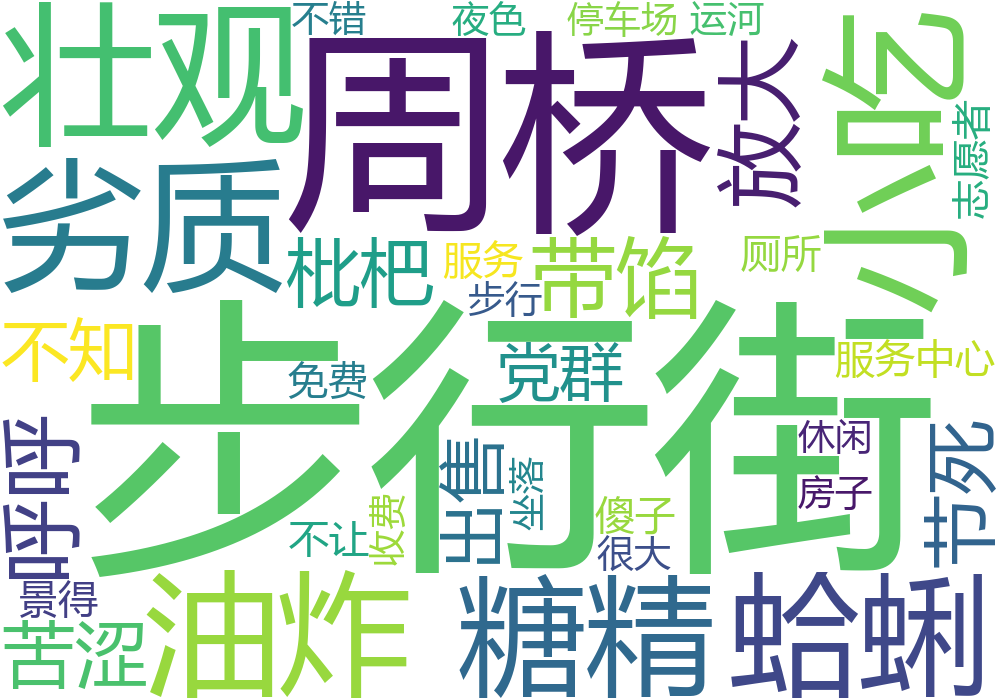 壮观
不错
夜色
停车场
运河
周桥
放大
小吃
志愿者
劣质
枇杷
服务
带馅
厕所
步行
不知
免费
党群
服务中心
步行街
呼呼
出售
坐落
休闲
房子
节死
收费
不让
傻子
很大
景得
苦涩
油炸
糖精
蛤蜊